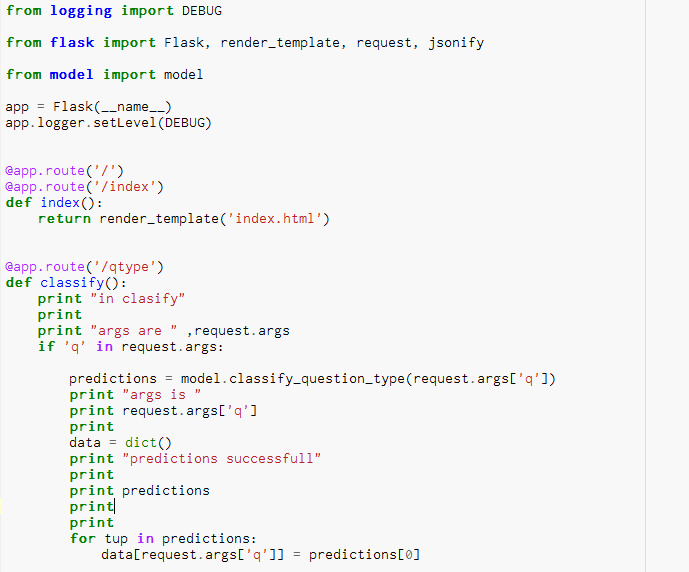 from logging import DEBUG
from flask import Flask, render_template, request, jsonify
from model import model
app = Flask(__name__)
app.logger.setLevel(DEBUG)
@app.route('/')
@app.route('/index')
def index():
    return render_template('index.html')
@app.route('/qtype')
def classify():
    print "in clasify"
    print
    print "args are " ,request.args
    if 'q' in request.args:
        predictions = model.classify_question_type(request.args['q'])
        print "args is "
        print request.args['q']
        print
        data = dict()
        print "predictions successfull"
        print
        print predictions
        print
        print
        for tup in predictions:
            data[request.args['q']] = predictions[0]